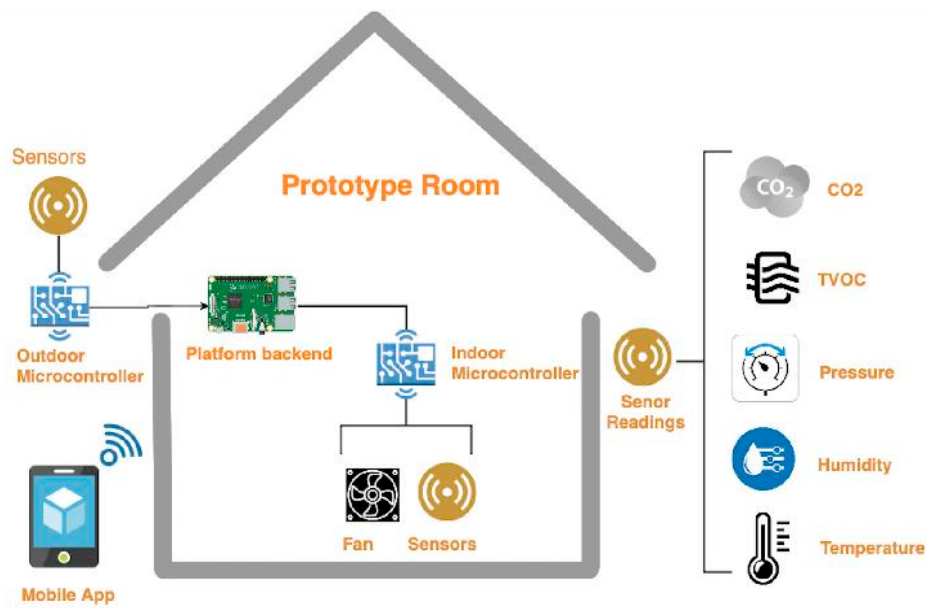 Sensors
Prototype Room
CO₂
CO2
TVOC
Outdoor
Microcontroller
Platform backend
Indoor
Microcontroller
Senor
Readings
Pressure
Humidity
Fan
Sensors
Temperature
Mobile App